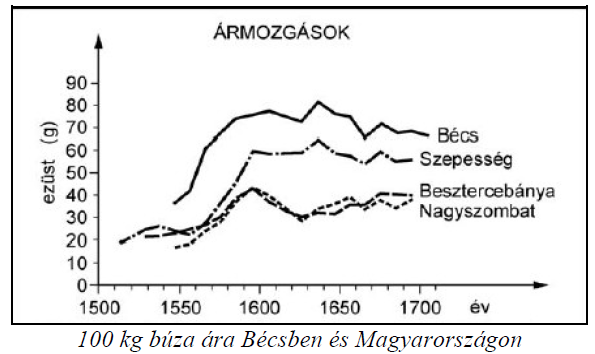 ÁRMOZGÁSOK
ezüst (g)
90
80
70
60
50
40
30
20
10
0
Bécs
Szepesség
Besztercebánya
Nagyszombat
1500 1550 1600 1650 1700 év
100 kg búza ára Bécsben és Magyarországon